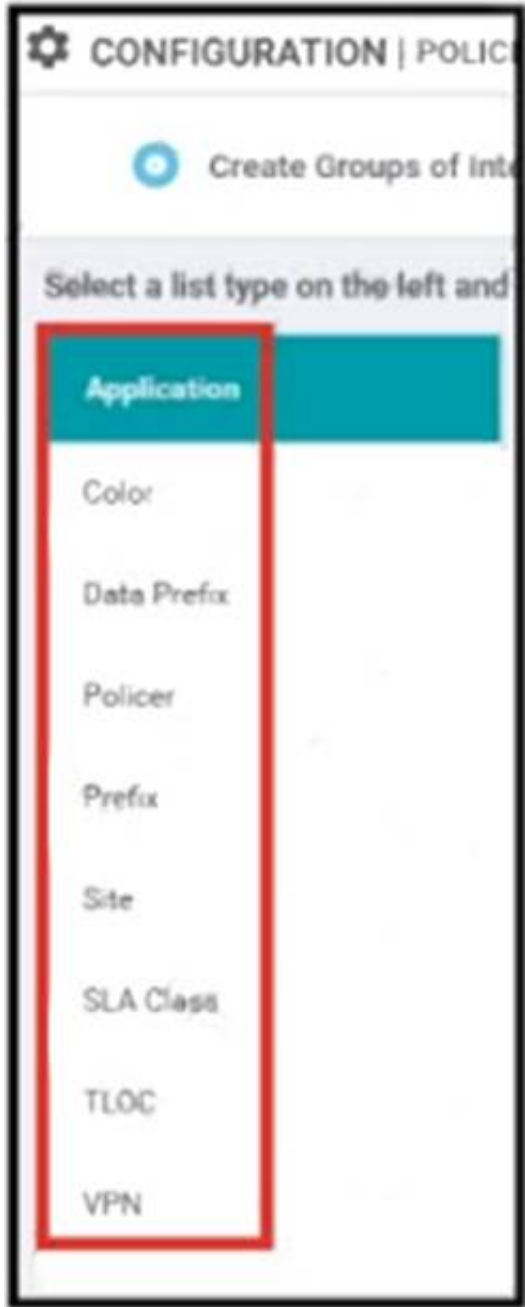 CONFIGURATION | POLIC
Create Groups of Inte
Select a list type on the left and
Application
Color
Data Prefix
Policer
Prefix
Site
SLA Class
TLOC
VPN